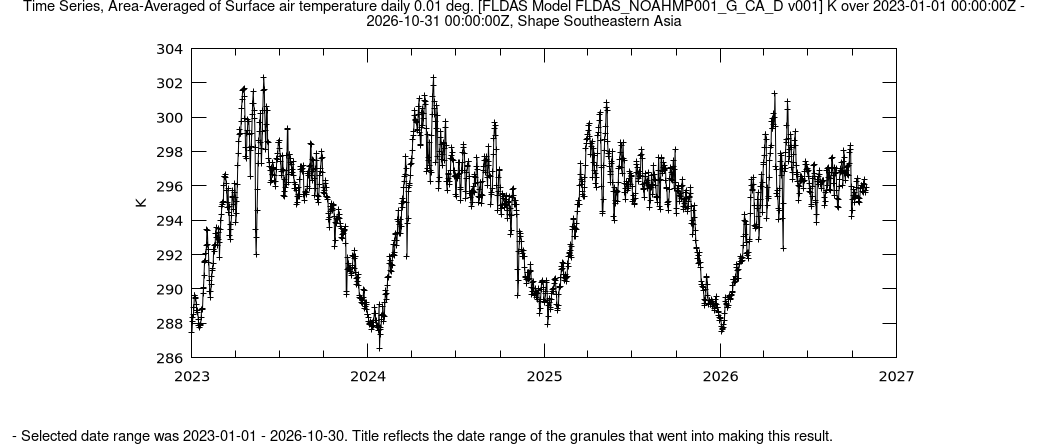 Time Series, Area-Averaged of Surface air temperature daily 0.01 deg. [FLDAS Model FLDAS_NOAHMP001_G_CA_D v001] K over 2023-01-01 00:00:00Z -
2026-10-31 00:00:00Z, Shape Southeastern Asia
304
302
300
298
296
K
294
292
290
288
286
2023 2024 2025 2026 2027
- Selected date range was 2023-01-01 - 2026-10-30. Title reflects the date range of the granules that went into making this result.